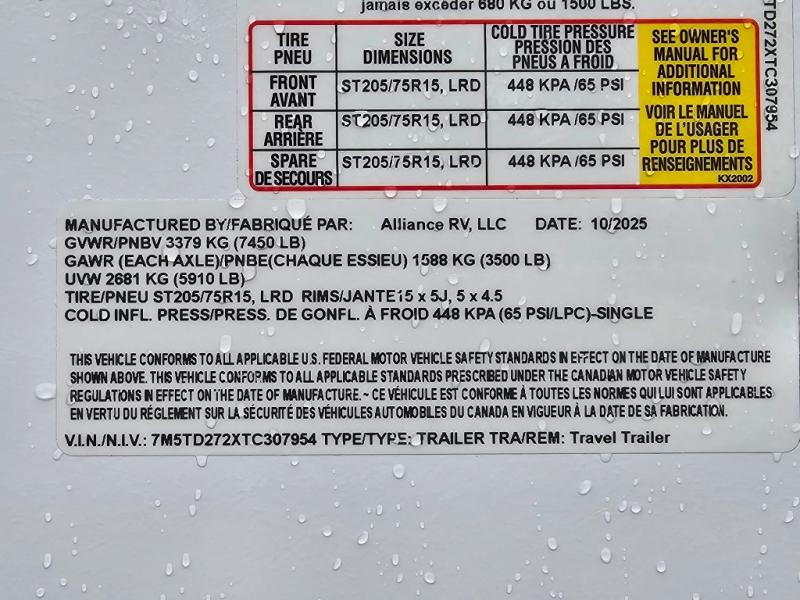 jamais excéder 680 KG ou 1500 LBS.
TIRE PNEU
SIZE DIMENSIONS
COLD TIRE PRESSURE PRESSION DES PNEUS A FROID
FRONT AVANT
ST205/75R15, LRD
448 KPA /65 PSI
REAR ARRIÈRE
ST205/75R15, LRD
448 KPA /65 PSI
SPARE DE SECOURS
ST205/75R15, LRD
448 KPA /65 PSI
SEE OWNER'S
MANUAL FOR
ADDITIONAL
INFORMATION
VOIR LE MANUEL
DE L'USAGER
POUR PLUS DE
RENSEIGNEMENTS
KX2002
TD272XTC307954
MANUFACTURED BY/FABRIQUÉ PAR: Alliance RV, LLC DATE: 10/2025
GVWR/PNBV 3379 KG (7450 LB)
GAWR (EACH AXLE)/PNBE(CHAQUE ESSIEU) 1588 KG (3500 LB)
UVW 2681 KG (5910 LB)
TIRE/PNEU ST205/75R15, LRD RIMS/JANTE15 x 5J, 5 x 4.5
COLD INFL. PRESS/PRESS. DE GONFL. À FROID 448 KPA (65 PSI/LPC)-SINGLE
THIS VEHICLE CONFORMS TO ALL APPLICABLE U.S. FEDERAL MOTOR VEHICLE SAFETY STANDARDS IN EFFECT ON THE DATE OF MANUFACTURE
SHOWN ABOVE. THIS VEHICLE CONFORMS TO ALL APPLICABLE STANDARDS PRESCRIBED UNDER THE CANADIAN MOTOR VEHICLE SAFETY
REGULATIONS IN EFFECT ON THE DATE OF MANUFACTURE. ~ CE VÉHICULE EST CONFORME À TOUTES LES NORMES QUI LUI SONT APPLICABLES
EN VERTU DU RÉGLEMENT SUR LA SÉCURITÉ DES VÉHICULES AUTOMOBILES DU CANADA EN VIGUEUR À LA DATE DE SA FABRICATION.
V.I.N./N.I.V.: 7M5TD272XTC307954 TYPE/TYPE: TRAILER TRA/REM: Travel Trailer